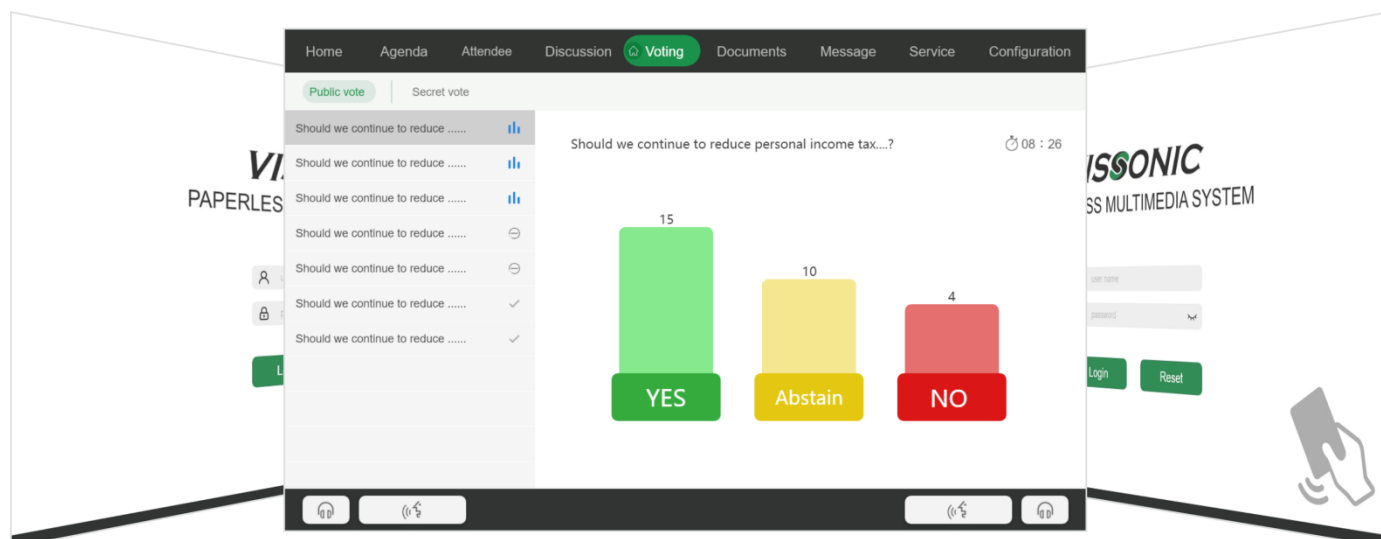 Home Agenda Attendee Discussion Voting Documents Message Service Configuration
Public vote Secret vote
Should we continue to reduce ......
Should we continue to reduce ......
Should we continue to reduce ......
Should we continue to reduce ......
Should we continue to reduce ......
Should we continue to reduce ......
Should we continue to reduce ......
Should we continue to reduce personal income tax....?
08 : 26
15
10
4
YES
Abstain
NO
VI
PAPERLES
L
ISSONIC
SS MULTIMEDIA SYSTEM
user name
password
Login Reset